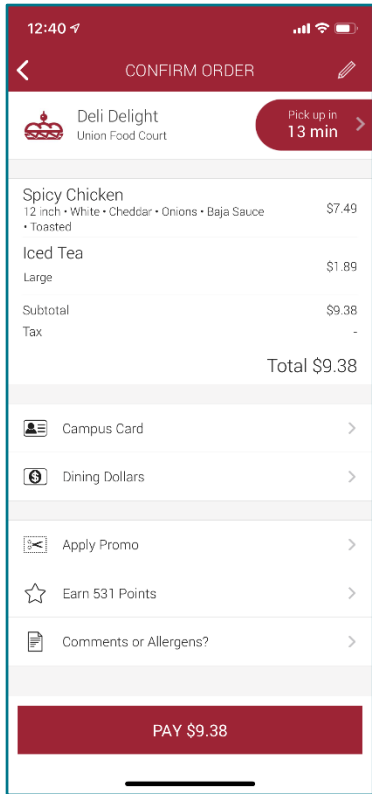 12:40
CONFIRM ORDER
Deli Delight
Union Food Court
Pick up in
13 min
Spicy Chicken
12 inch • White • Cheddar • Onions • Baja Sauce
• Toasted
$7.49
Iced Tea
Large
$1.89
Subtotal $9.38
Tax -
Total $9.38
Campus Card
Dining Dollars
Apply Promo
Earn 531 Points
Comments or Allergens?
PAY $9.38